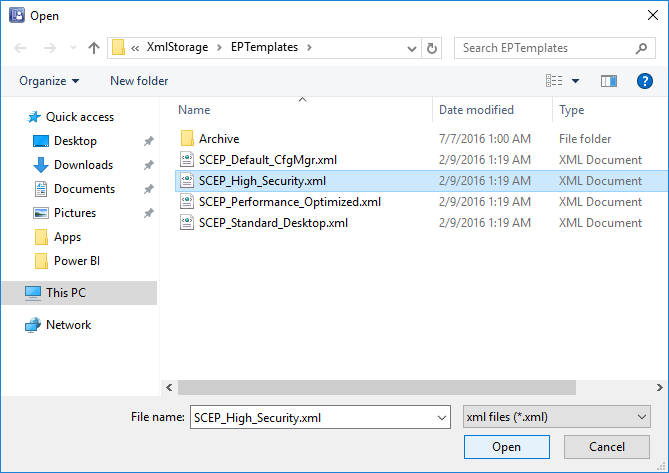 Open
« XmlStorage > EPTemplates >
Search EPTemplates
Organize
New folder
?
Name
Date modified
Type
Quick access
Desktop
Downloads
Documents
Pictures
Apps
Power BI
This PC
Network
Archive 7/7/2016 1:00 AM File folder
SCEP_Default_CfgMgr.xml 2/9/2016 1:19 AM XML Document
SCEP_High_Security.xml 2/9/2016 1:19 AM XML Document
SCEP_Performance_Optimized.xml 2/9/2016 1:19 AM XML Document
SCEP_Standard_Desktop.xml 2/9/2016 1:19 AM XML Document
File name: SCEP_High_Security.xml
xml files (*.xml)
Open
Cancel